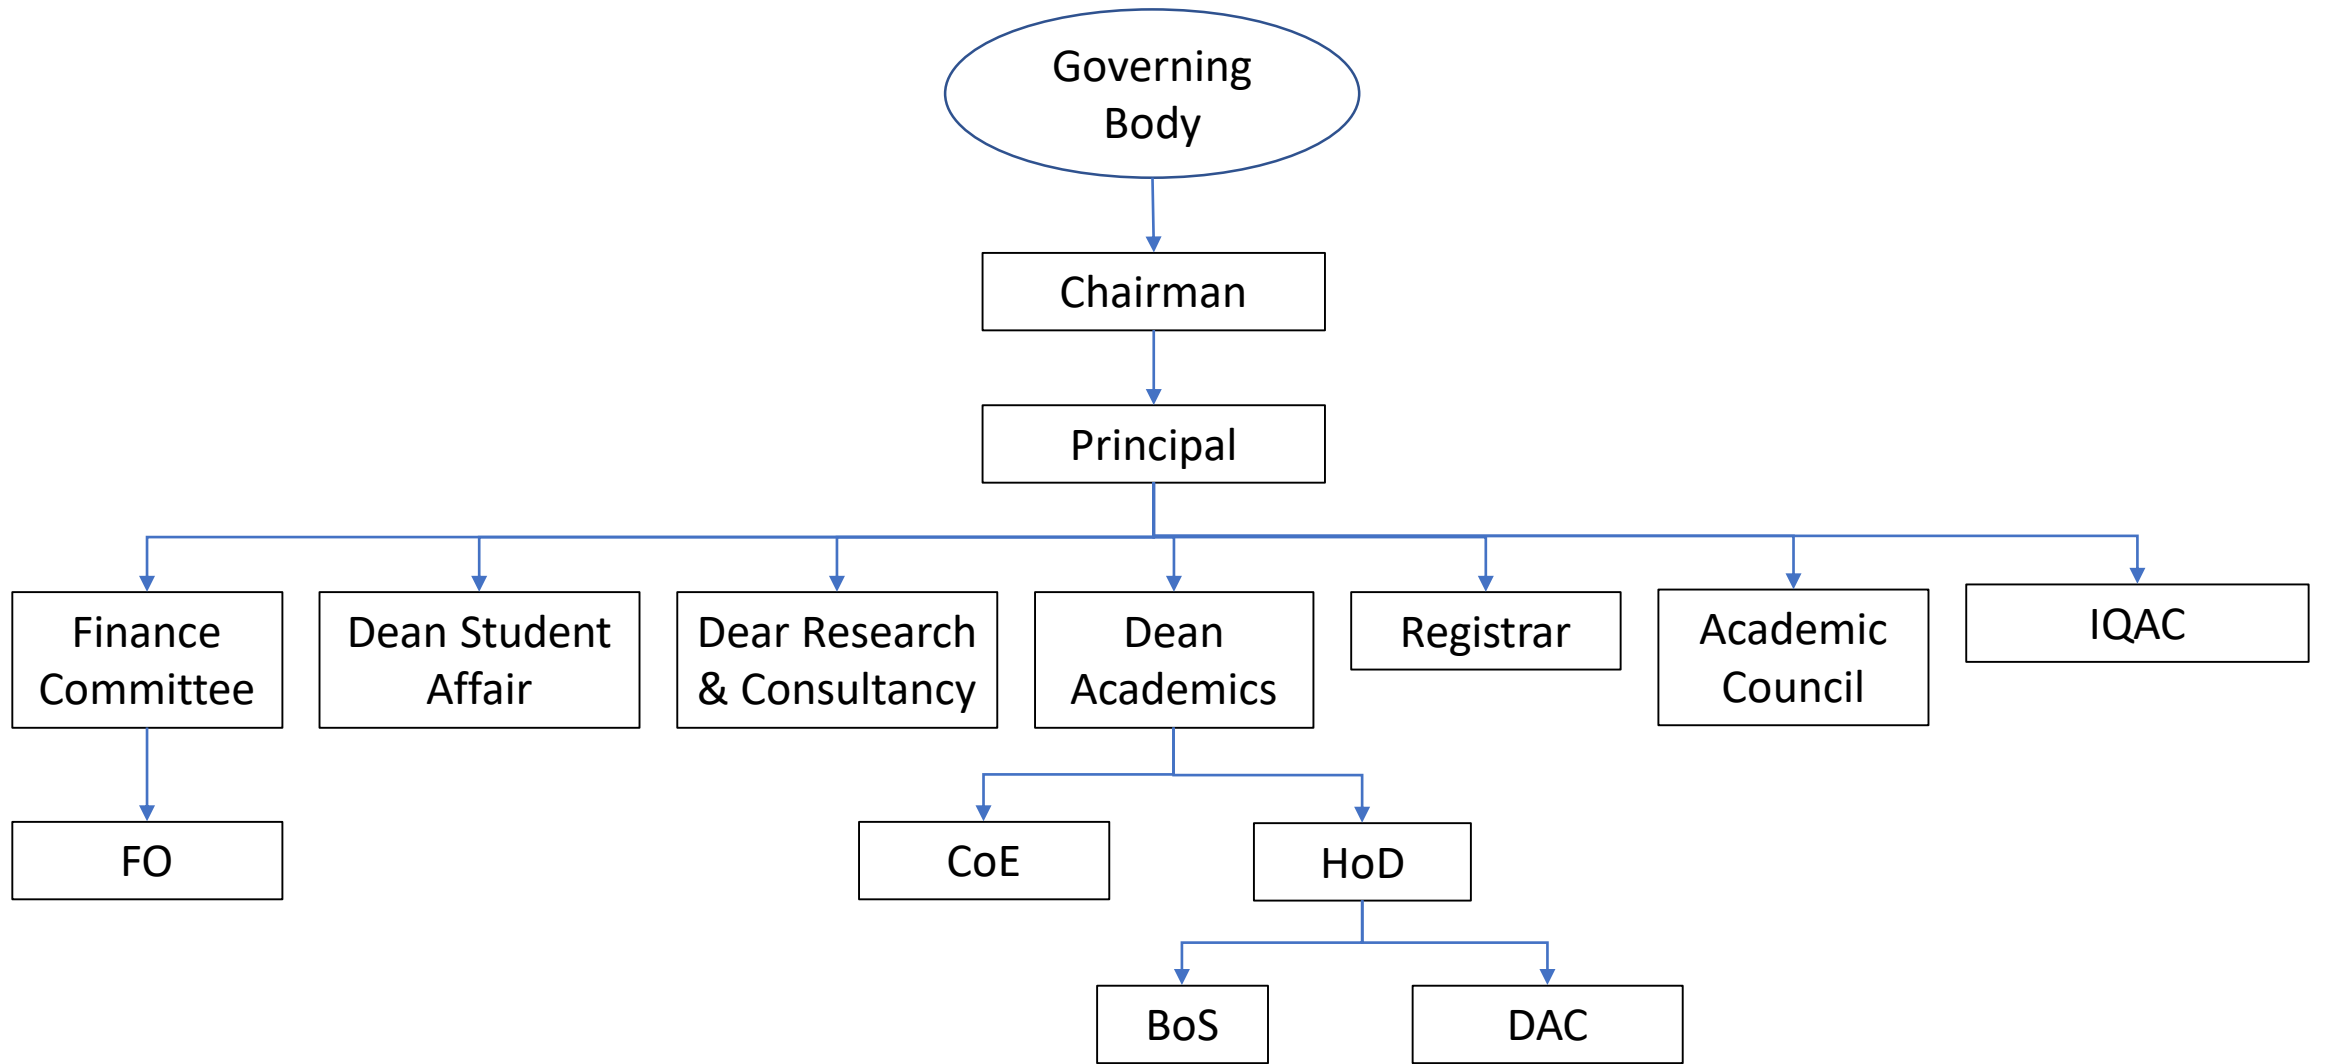 Governing
Body
Chairman
Principal
Finance
Committee
Dean Student
Affair
Dear Research
& Consultancy
Dean
Academics
Registrar
Academic
Council
IQAC
FO
CoE
HoD
BoS
DAC